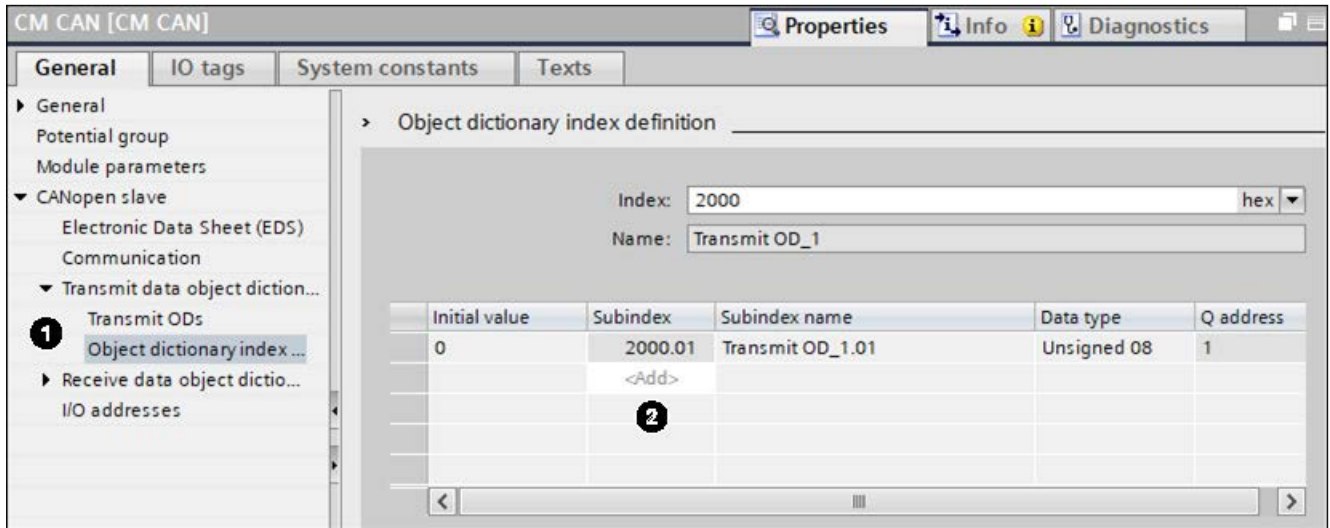 CM CAN [CM CAN]
Properties
Info
Diagnostics
General
IO tags
System constants
Texts
General
Potential group
Module parameters
CANopen slave
Electronic Data Sheet (EDS)
Communication
Transmit data object diction...
Transmit ODs
1
Object dictionary index ...
Receive data object dictio...
I/O addresses
Object dictionary index definition
Index: 2000 hex
Name: Transmit OD_1
Initial value Subindex Subindex name Data type Q address
0 2000.01 Transmit OD_1.01 Unsigned 08 1
<Add>
2